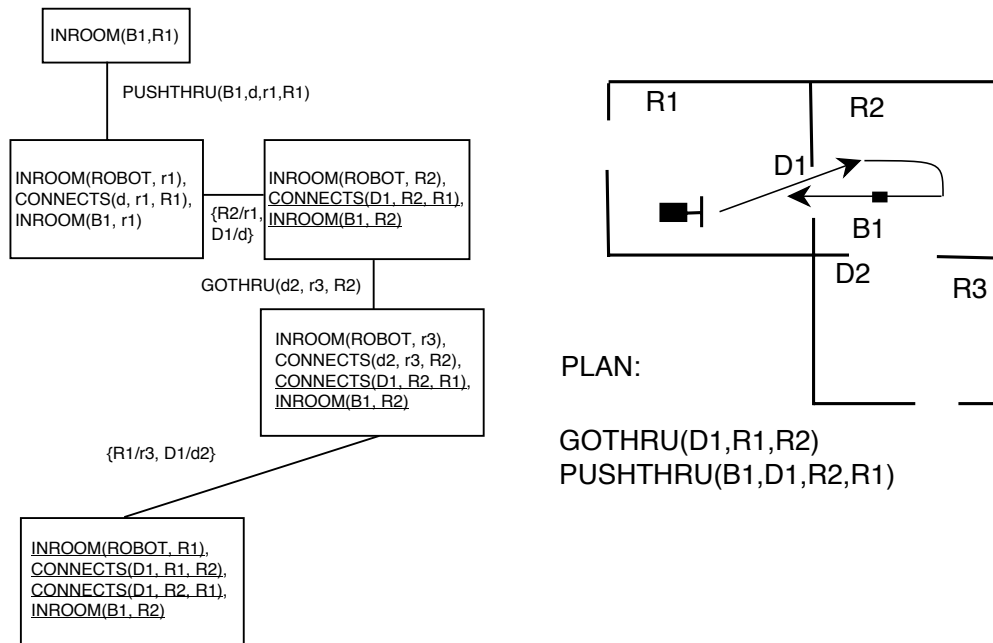 INROOM(B1,R1)
PUSHTHRU(B1,d,r1,R1)
INROOM(ROBOT, r1),
CONNECTS(d, r1, R1),
INROOM(B1, r1)
{R2/r1,
D1/d}
INROOM(ROBOT, R2),
CONNECTS(D1, R2, R1),
INROOM(B1, R2)
GOTHRU(d2, r3, R2)
INROOM(ROBOT, r3),
CONNECTS(d2, r3, R2),
CONNECTS(D1, R2, R1),
INROOM(B1, R2)
{R1/r3, D1/d2}
INROOM(ROBOT, R1),
CONNECTS(D1, R1, R2),
CONNECTS(D1, R2, R1),
INROOM(B1, R2)
R1
R2
D1
B1
D2
R3
PLAN:
GOTHRU(D1,R1,R2)
PUSHTHRU(B1,D1,R2,R1)